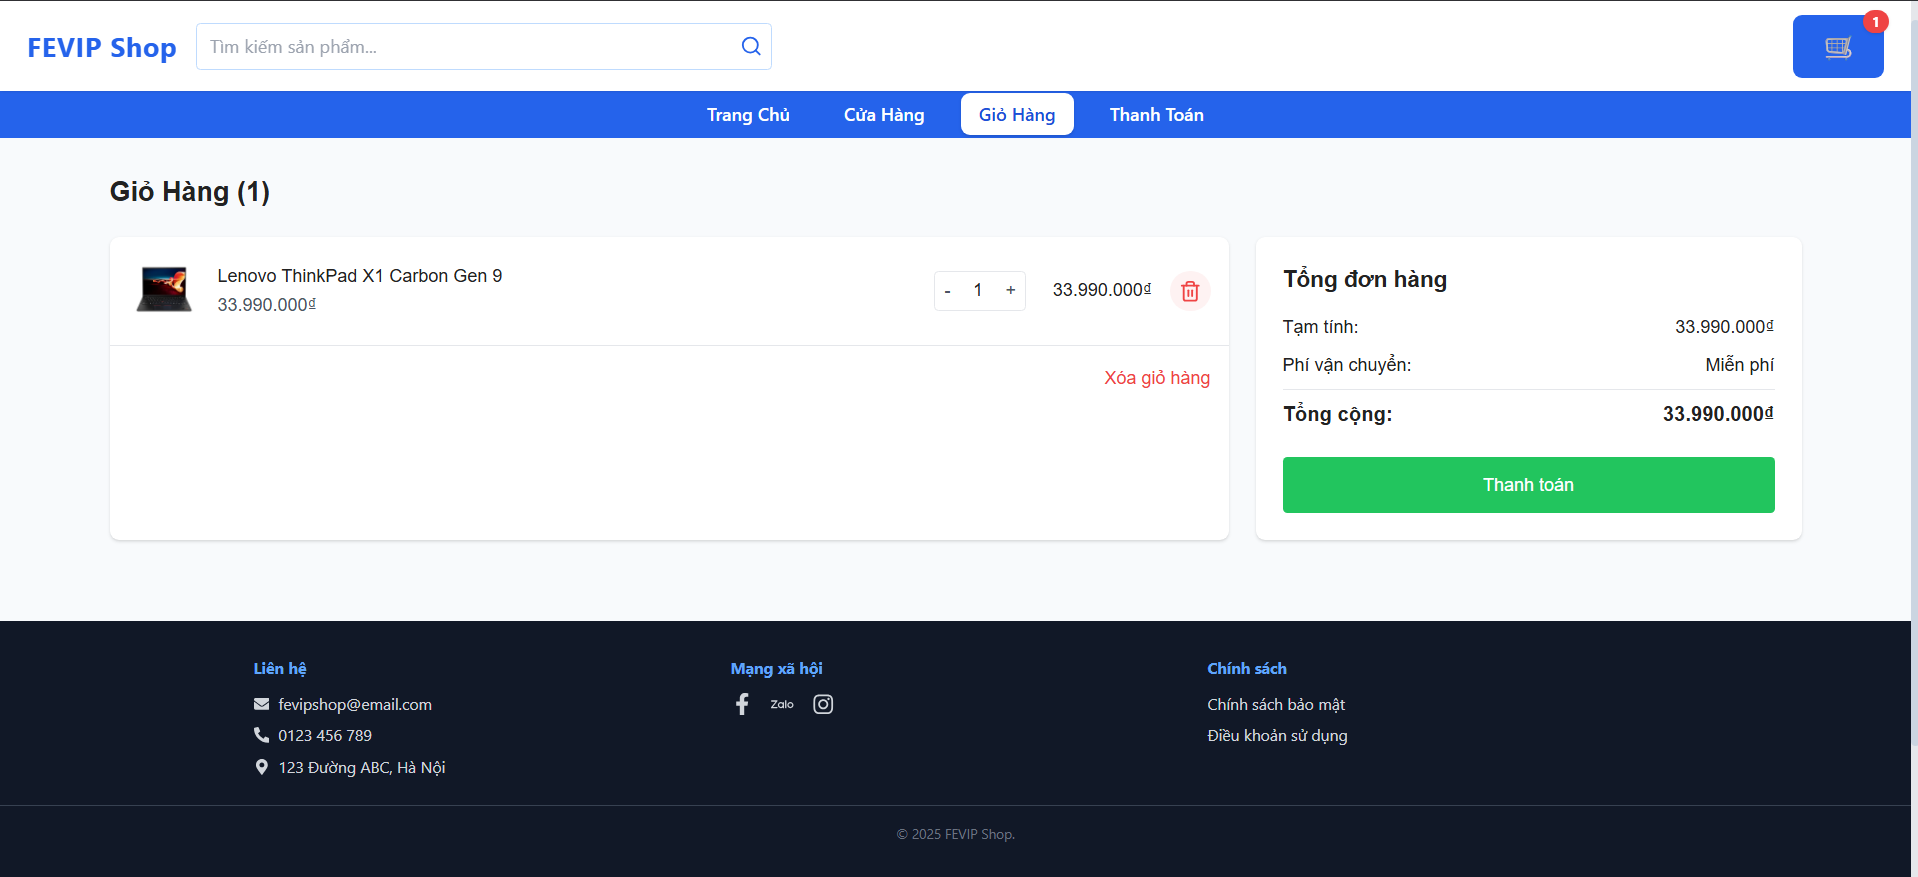 FEVIP Shop
Tìm kiếm sản phẩm...
1
Trang Chủ
Cửa Hàng
Giỏ Hàng
Thanh Toán
Giỏ Hàng (1)
Lenovo ThinkPad X1 Carbon Gen 9
33.990.000₫
- 1 +
33.990.000₫
Xóa giỏ hàng
Tổng đơn hàng
Tạm tính: 33.990.000₫
Phí vận chuyển: Miễn phí
Tổng cộng: 33.990.000₫
Thanh toán
Liên hệ
fevipshop@email.com
0123 456 789
123 Đường ABC, Hà Nội
Mạng xã hội
Zalo
Chính sách
Chính sách bảo mật
Điều khoản sử dụng
© 2025 FEVIP Shop.